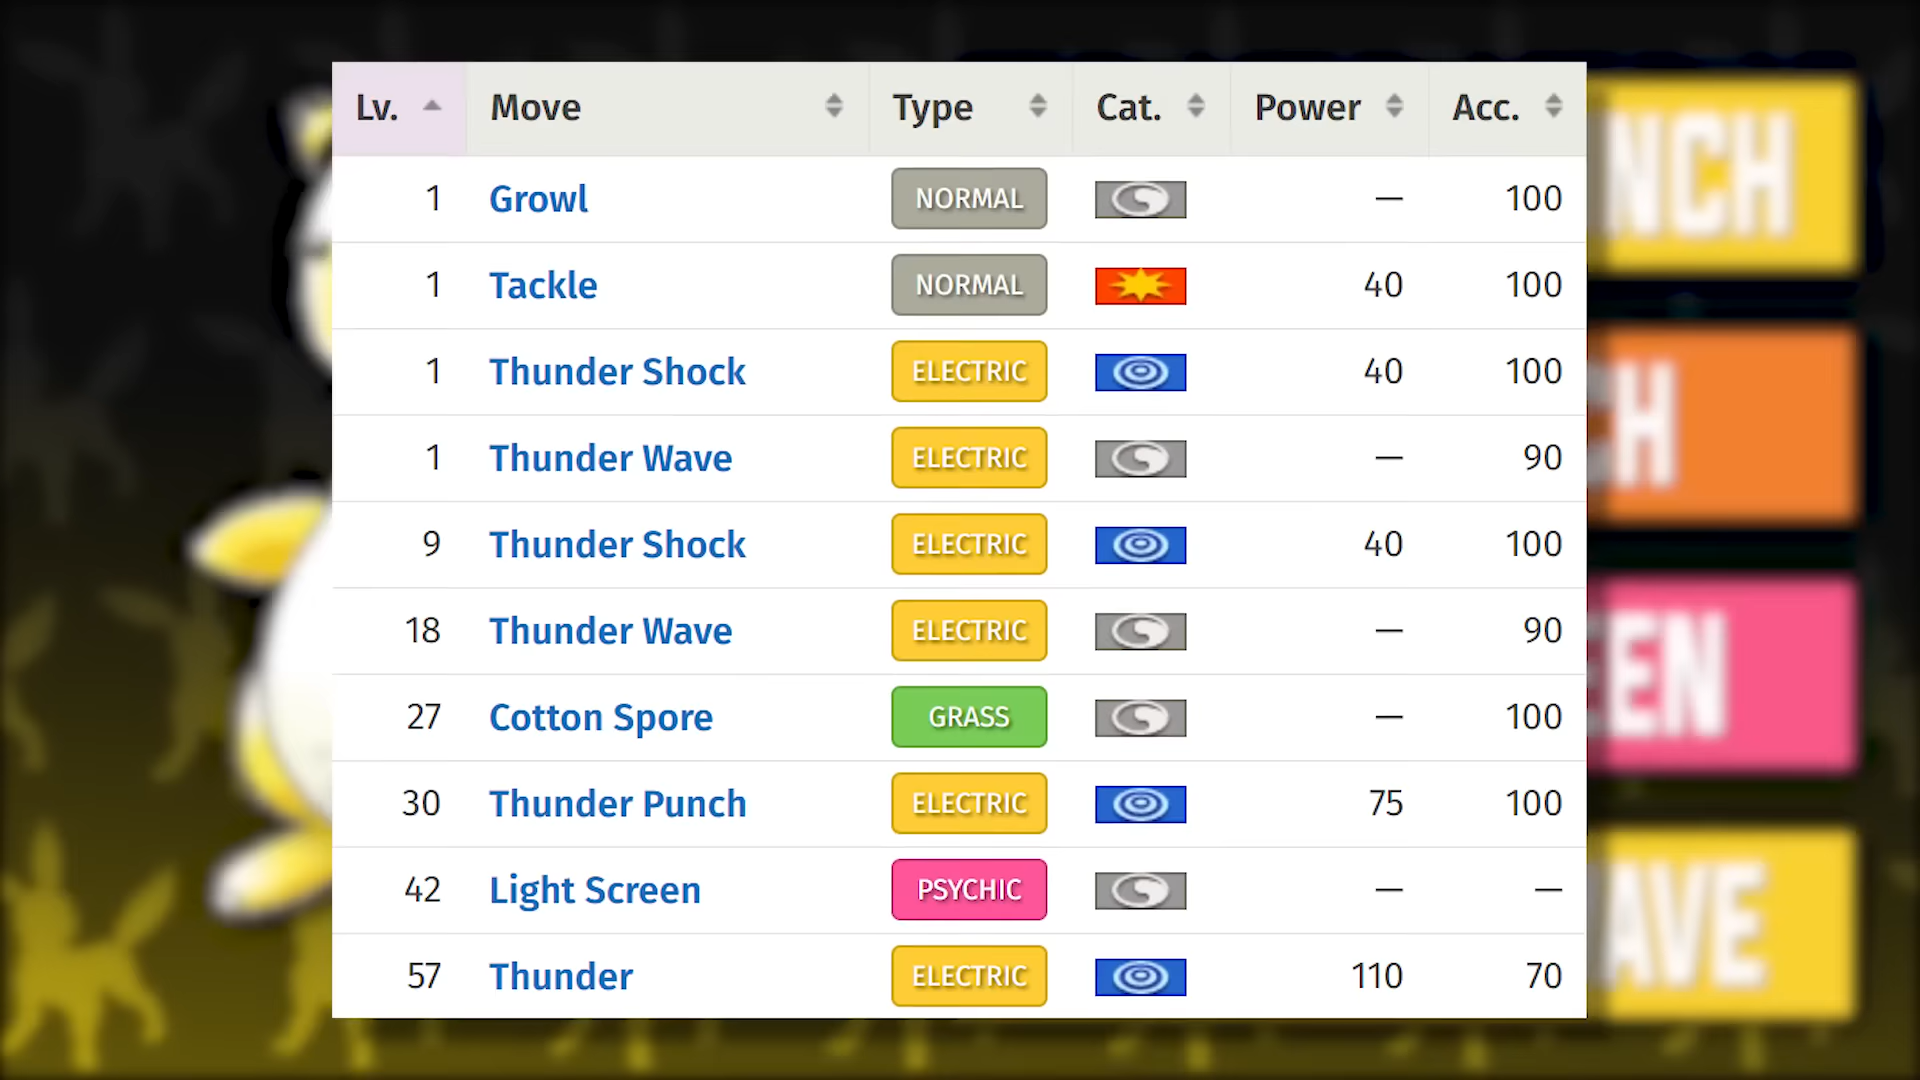 Lv. Move Type Cat. Power Acc.
1 Growl NORMAL — 100
1 Tackle NORMAL 40 100
1 Thunder Shock ELECTRIC 40 100
1 Thunder Wave ELECTRIC — 90
9 Thunder Shock ELECTRIC 40 100
18 Thunder Wave ELECTRIC — 90
27 Cotton Spore GRASS — 100
30 Thunder Punch ELECTRIC 75 100
42 Light Screen PSYCHIC — —
57 Thunder ELECTRIC 110 70
NCH
CH
EEN
AVE